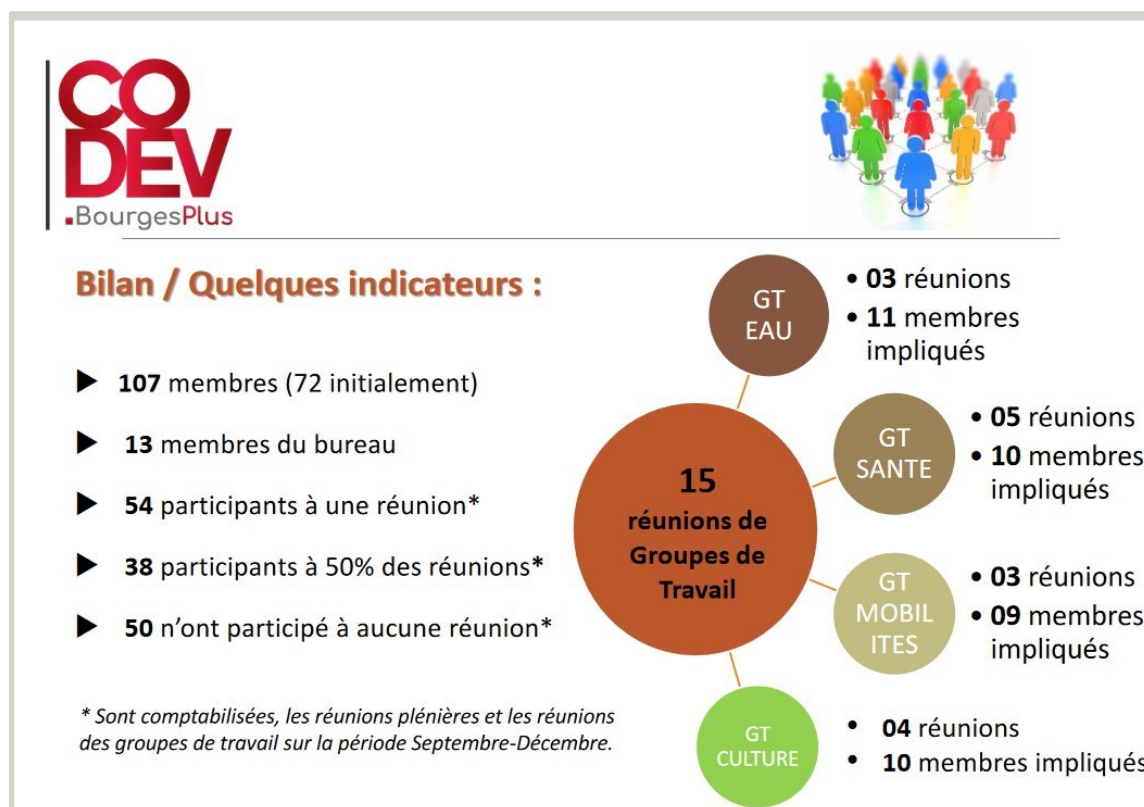 CO
DEV
.BourgesPlus
Bilan / Quelques indicateurs :
▶ 107 membres (72 initialement)
▶ 13 membres du bureau
▶ 54 participants à une réunion*
▶ 38 participants à 50% des réunions*
▶ 50 n'ont participé à aucune réunion*
* Sont comptabilisées, les réunions plénières et les réunions
des groupes de travail sur la période Septembre-Décembre.
15
réunions de
Groupes de
Travail
GT
EAU
• 03 réunions
• 11 membres
impliqués
GT
SANTE
• 05 réunions
• 10 membres
impliqués
GT
MOBIL
ITES
• 03 réunions
• 09 membres
impliqués
GT
CULTURE
• 04 réunions
• 10 membres impliqués